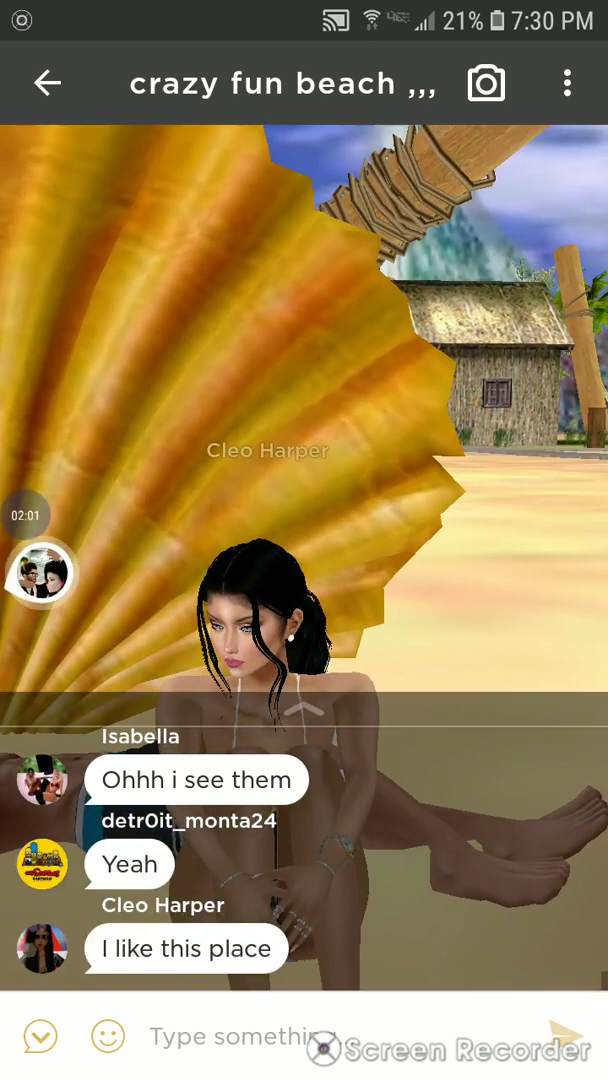 21% 7:30 PM
crazy fun beach ,,,
Cleo Harper
02:01
Isabella
Ohhh i see them
detr0it_monta24
Yeah
Cleo Harper
I like this place
Type something...
Screen Recorder